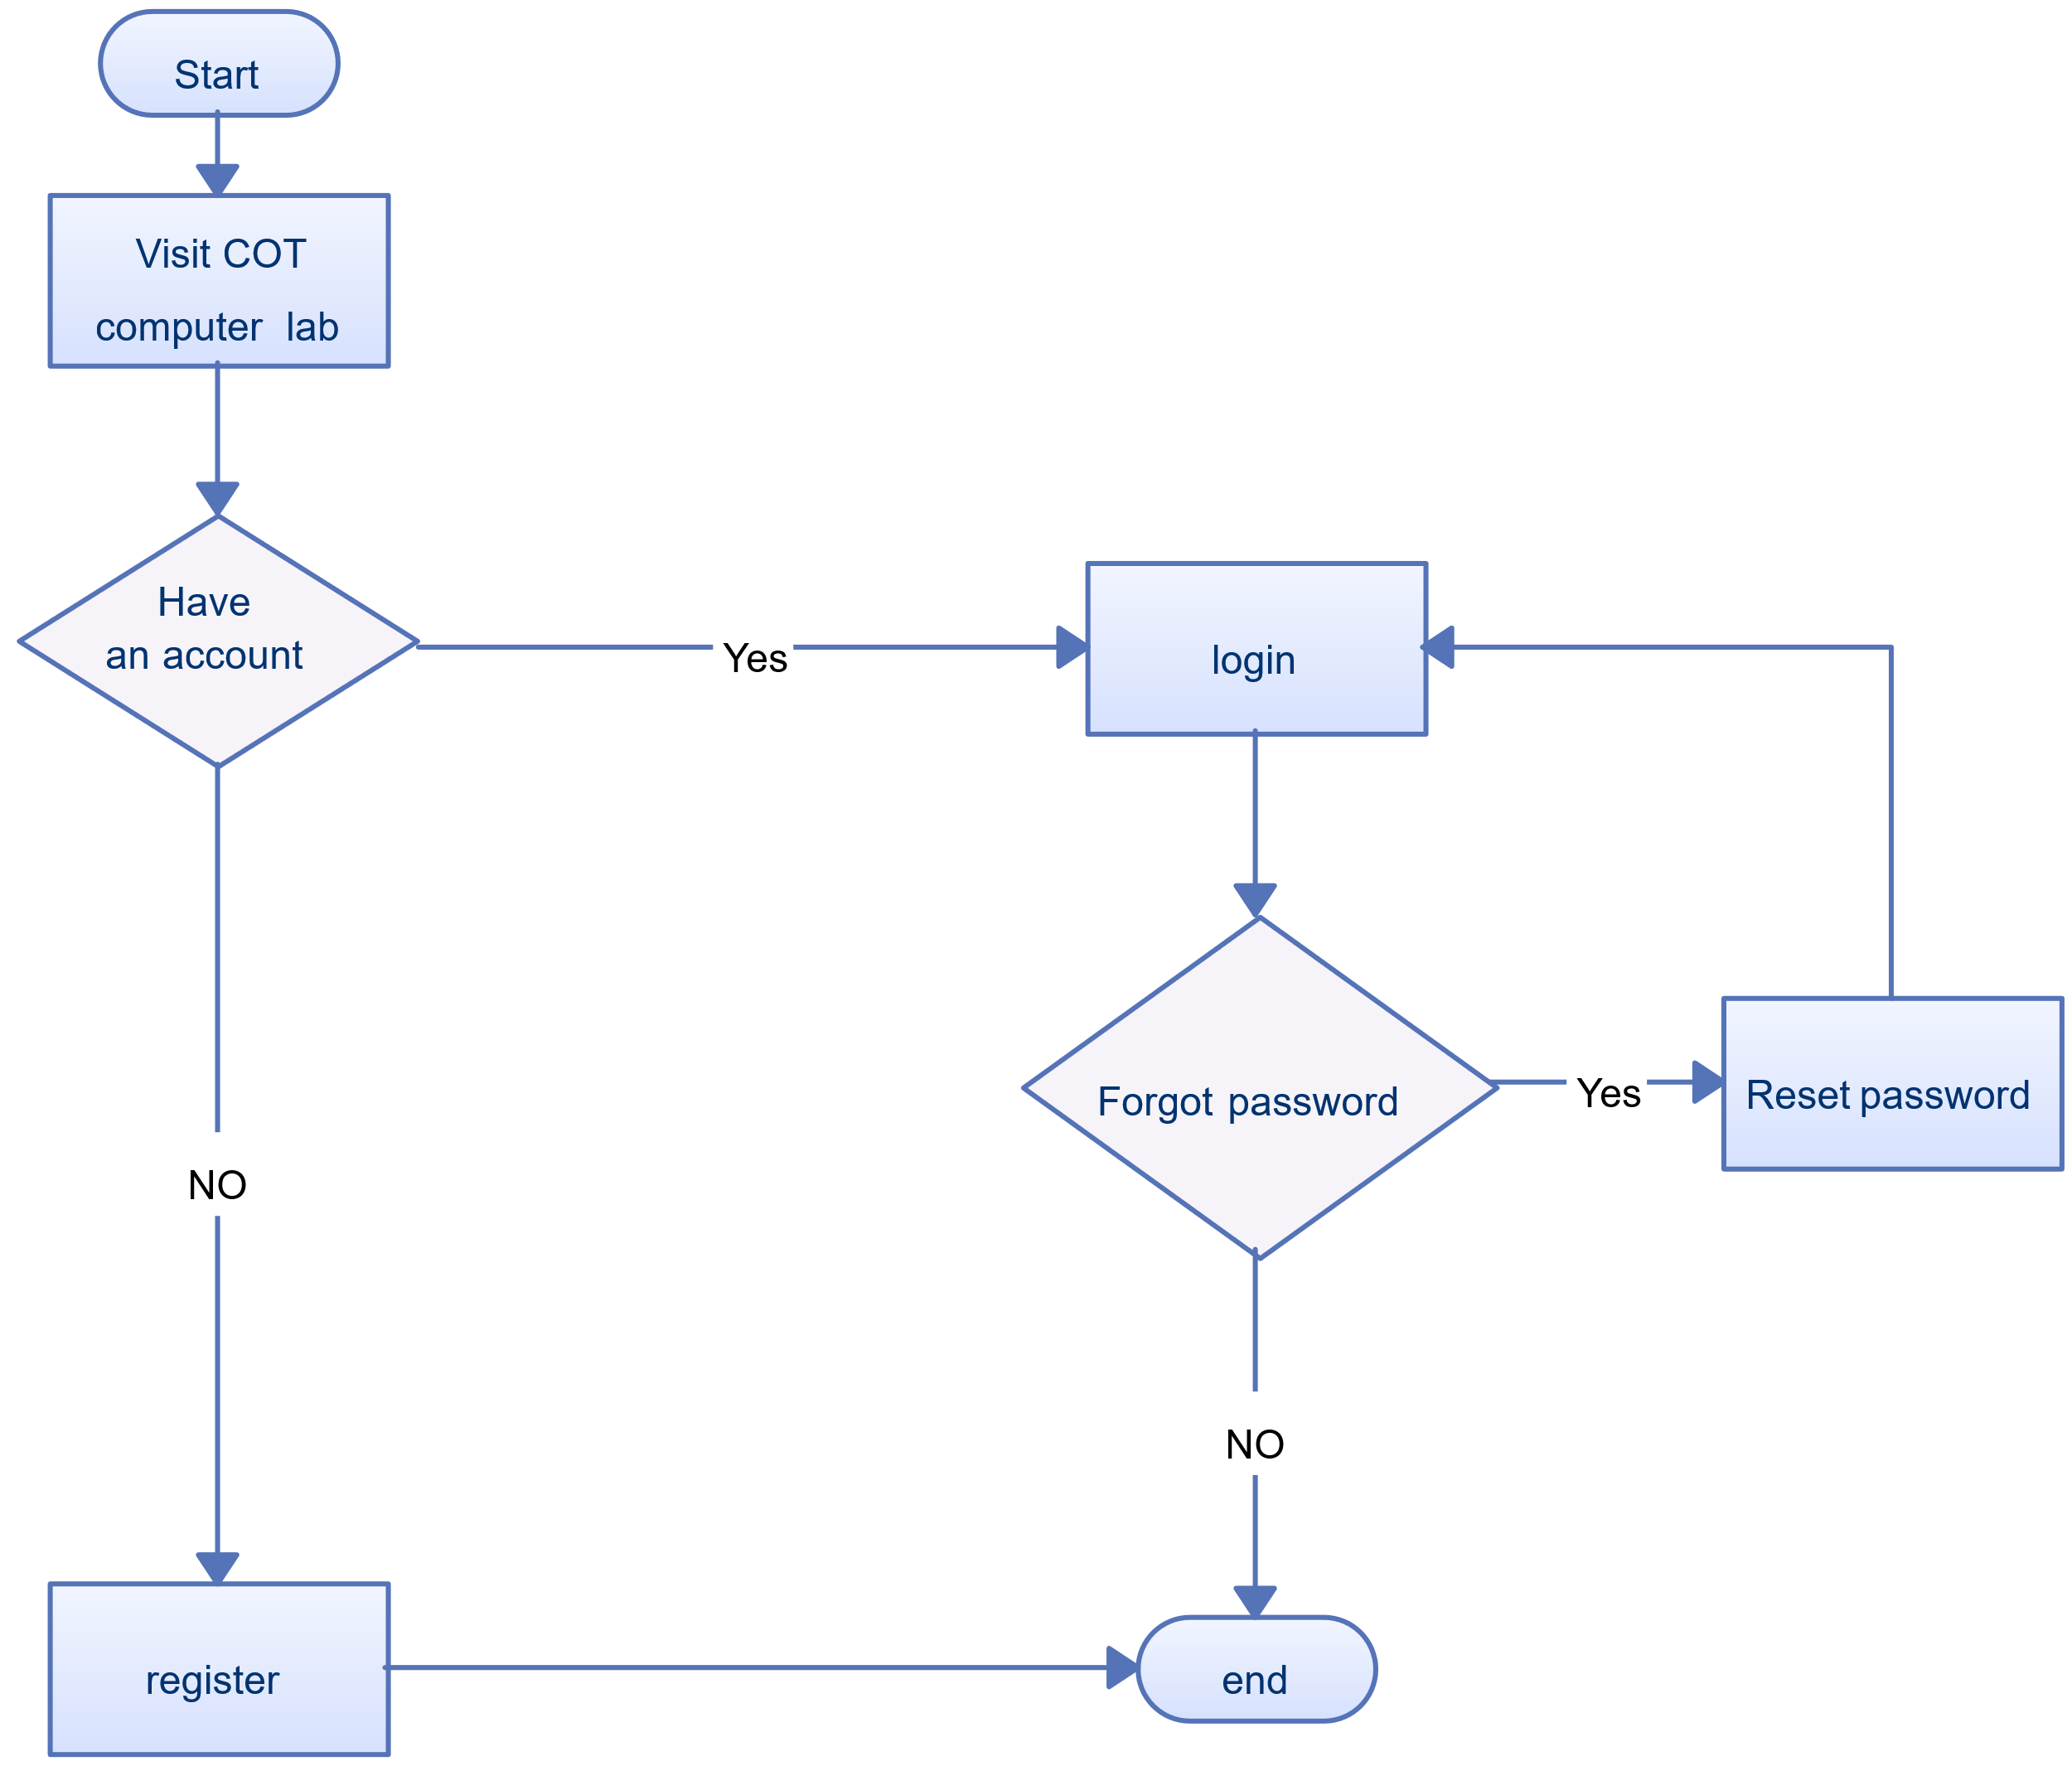 Start
Visit COT
computer lab
Have
an account
Yes
login
Forgot password
Yes
Reset password
NO
NO
register
end